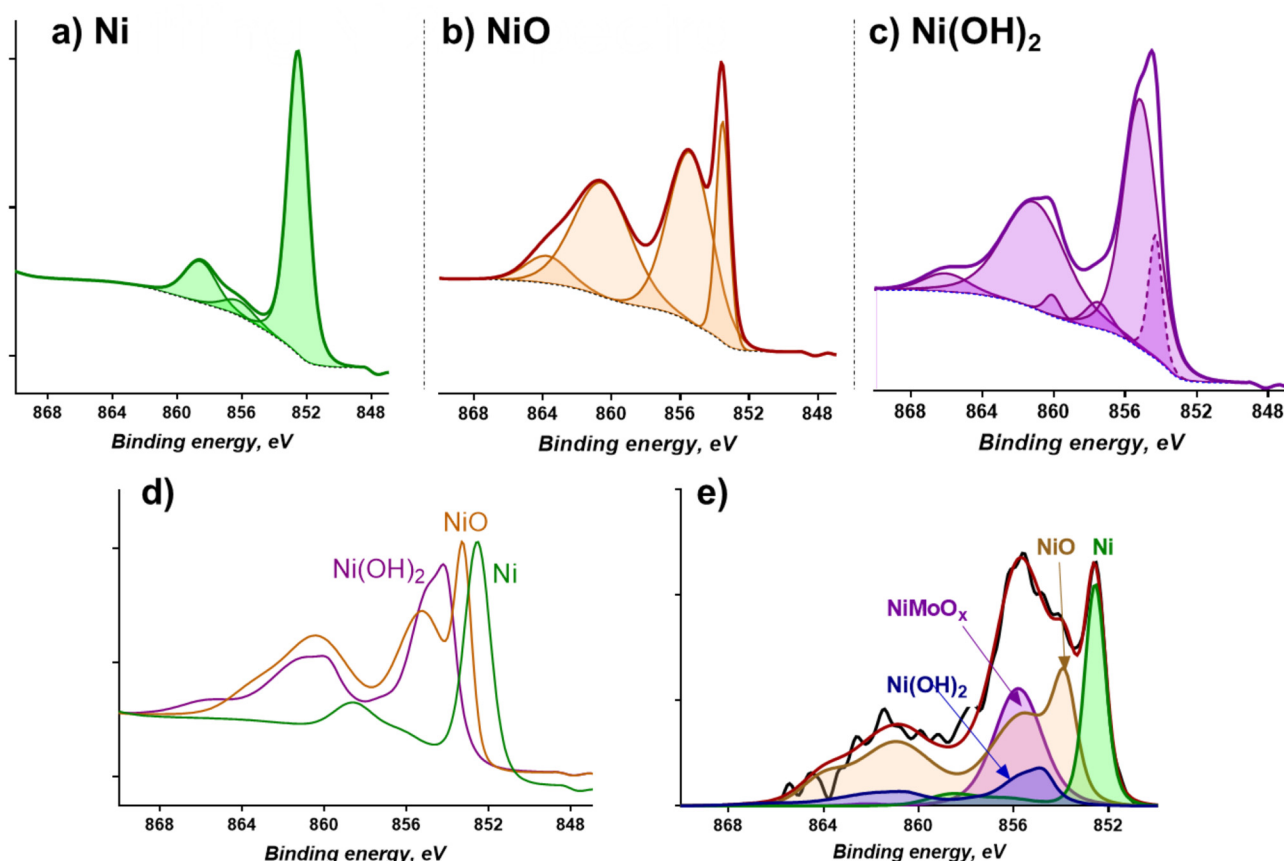 a) Ni
b) NiO
c) Ni(OH)2
868 864 860 856 852 848
Binding energy, eV
868 864 860 856 852
Binding energy, eV
868 864 860 856 852 848
Binding energy, eV
d)
NiO
Ni(OH)2
Ni
868 864 860 856 852 848
Binding energy, eV
e)
NiO
Ni
NiMoOx
Ni(OH)2
868 864 860 856 852
Binding energy, eV